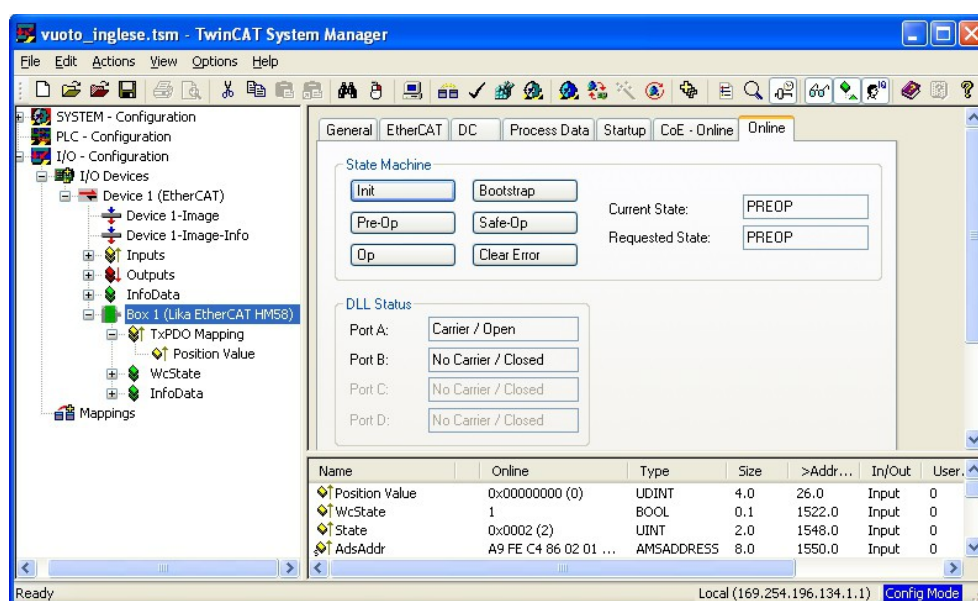 vuoto_inglese.tsm - TwinCAT System Manager
File Edit Actions View Options Help
SYSTEM - Configuration
PLC - Configuration
I/O - Configuration
I/O Devices
Device 1 (EtherCAT)
Device 1-Image
Device 1-Image-Info
Inputs
Outputs
InfoData
Box 1 (Lika EtherCAT HM58)
TxPDO Mapping
Position Value
WcState
InfoData
Mappings
General EtherCAT DC Process Data Startup CoE - Online Online
State Machine
Init Bootstrap
Pre-Op Safe-Op
Op Clear Error
Current State: PREOP
Requested State: PREOP
DLL Status
Port A: Carrier / Open
Port B: No Carrier / Closed
Port C: No Carrier / Closed
Port D: No Carrier / Closed
Name Online Type Size >Addr... In/Out User.
Position Value 0x00000000 (0) UDINT 4.0 26.0 Input 0
WcState 1 BOOL 0.1 1522.0 Input 0
State 0x0002 (2) UINT 2.0 1548.0 Input 0
AdsAddr A9 FE C4 86 02 01 ... AMSADDRESS 8.0 1550.0 Input 0
Ready Local (169.254.196.134.1.1) Config Mode